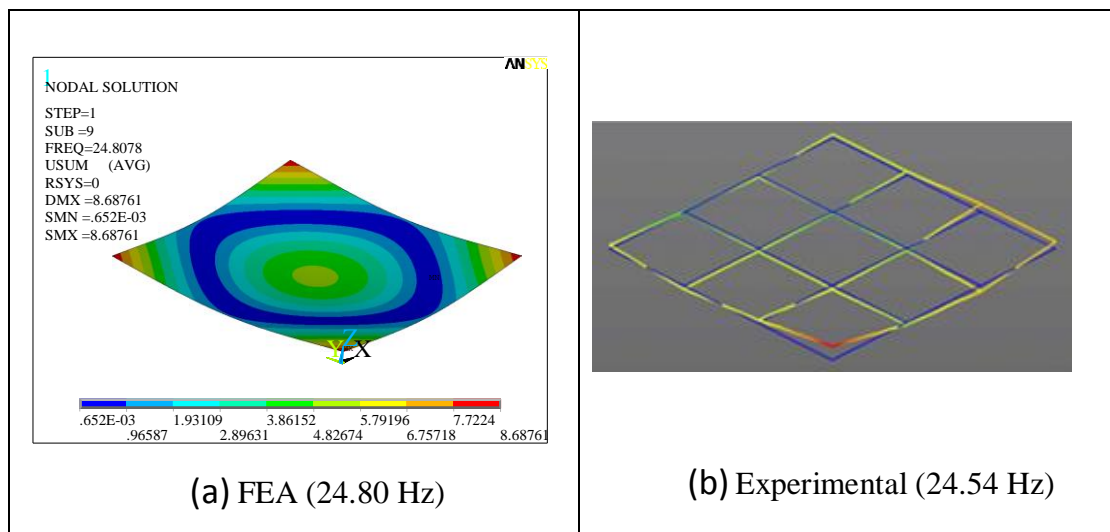 1
ANSYS
NODAL SOLUTION
STEP=1
SUB =9
FREQ=24.8078
USUM (AVG)
RSYS=0
DMX =8.68761
SMN =.652E-03
SMX =8.68761
Z
Y X
.652E-03 1.93109 3.86152 5.79196 7.7224
.96587 2.89631 4.82674 6.75718 8.68761
(a) FEA (24.80 Hz)
(b) Experimental (24.54 Hz)